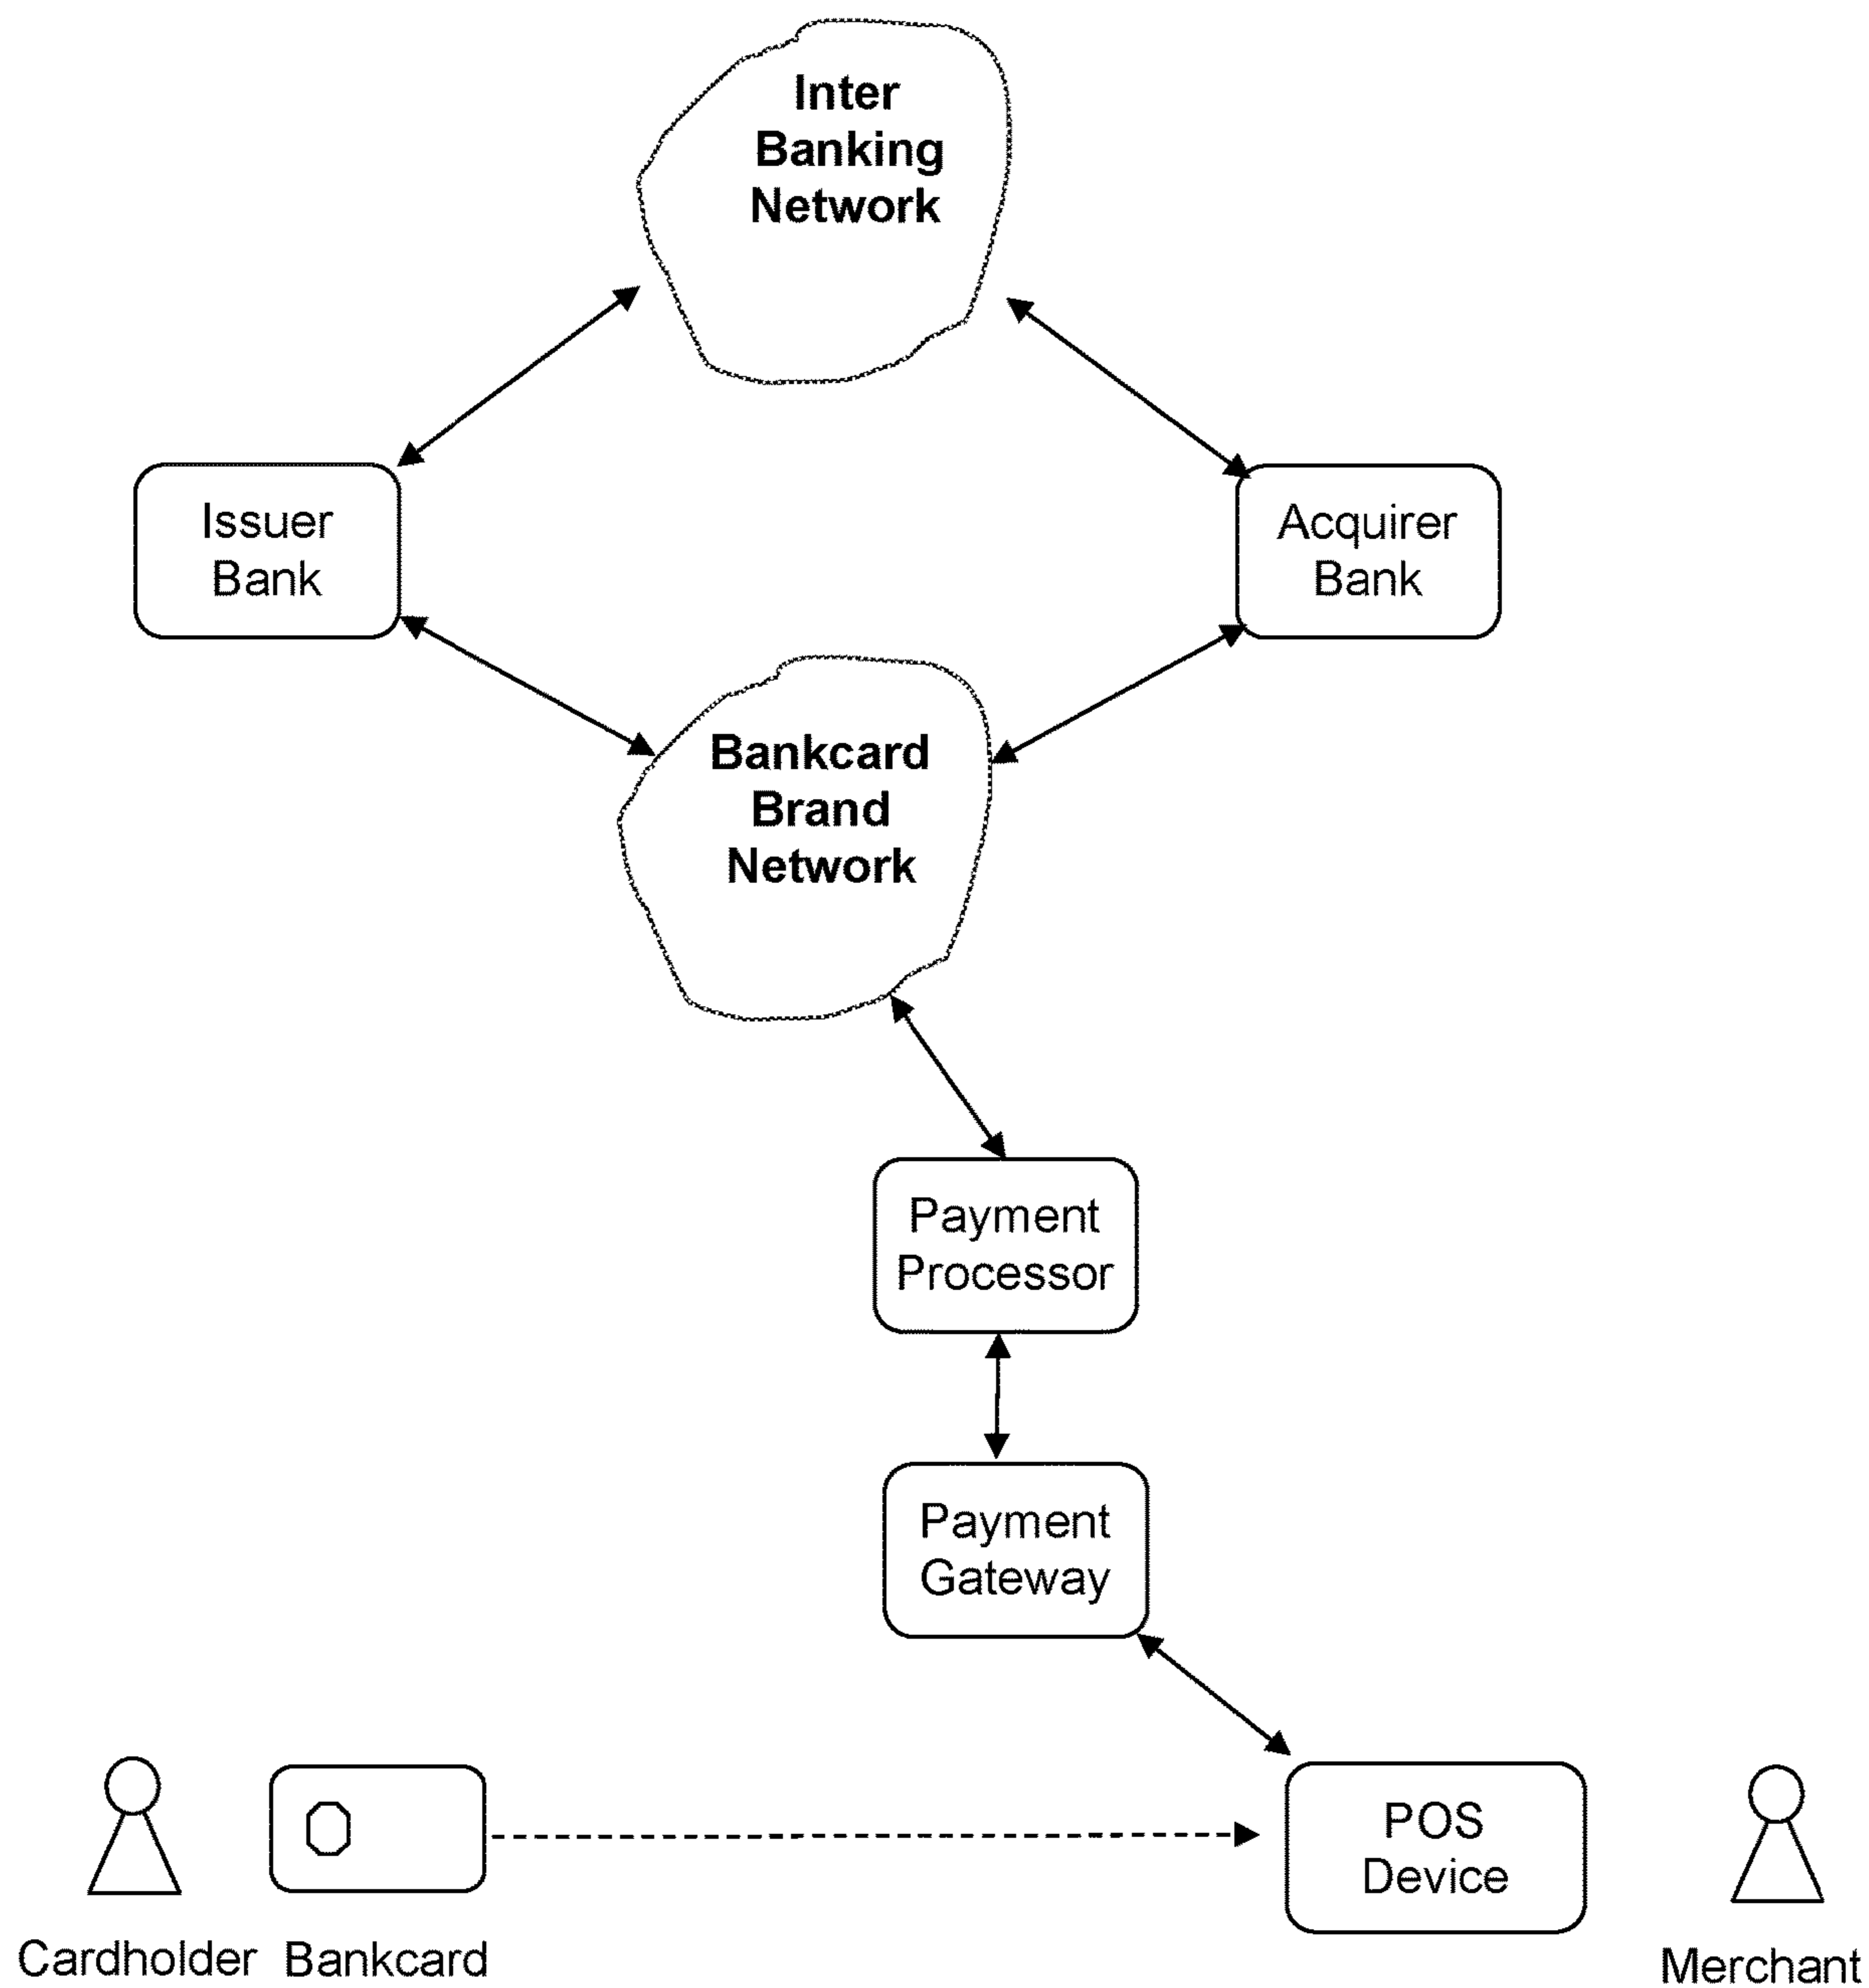 Inter
Banking
Network
Issuer
Bank
Acquirer
Bank
Bankcard
Brand
Network
Payment
Processor
Payment
Gateway
POS
Device
Cardholder
Bankcard
Merchant